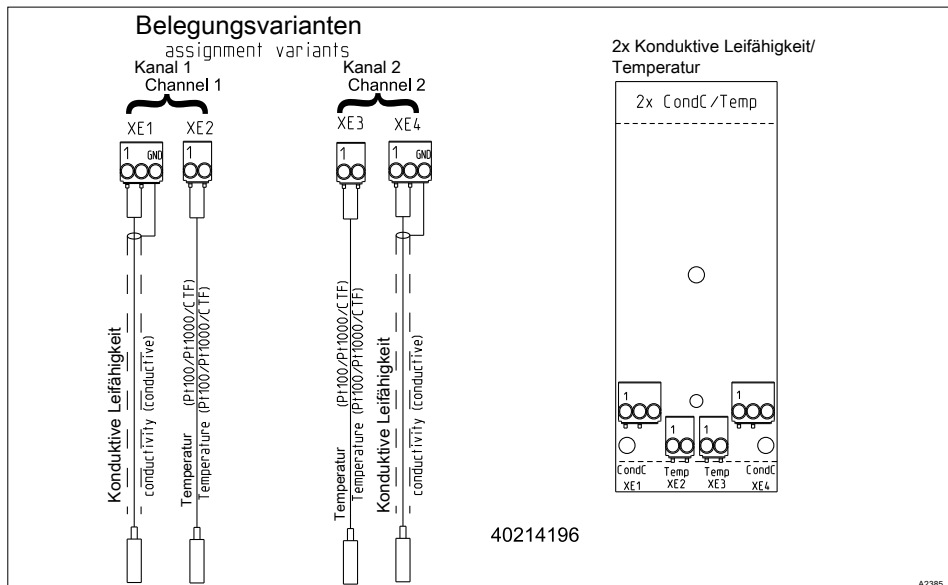 Belegungsvarianten
assignment variants
Kanal 1
Channel 1
XE1
XE2
1
GND
1
Konduktive Leifähigkeit
conductivity (conductive)
Temperatur (Pt100/Pt1000/CTF)
Temperature (Pt100/Pt1000/CTF)
Kanal 2
Channel 2
XE3
XE4
1
1
GND
Temperatur (Pt100/Pt1000/CTF)
Temperature (Pt100/Pt1000/CTF)
Konduktive Leifähigkeit
conductivity (conductive)
2x Konduktive Leifähigkeit/
Temperatur
2x CondC/Temp
1
1
1
1
CondC
XE1
Temp
XE2
Temp
XE3
CondC
XE4
40214196
A2385